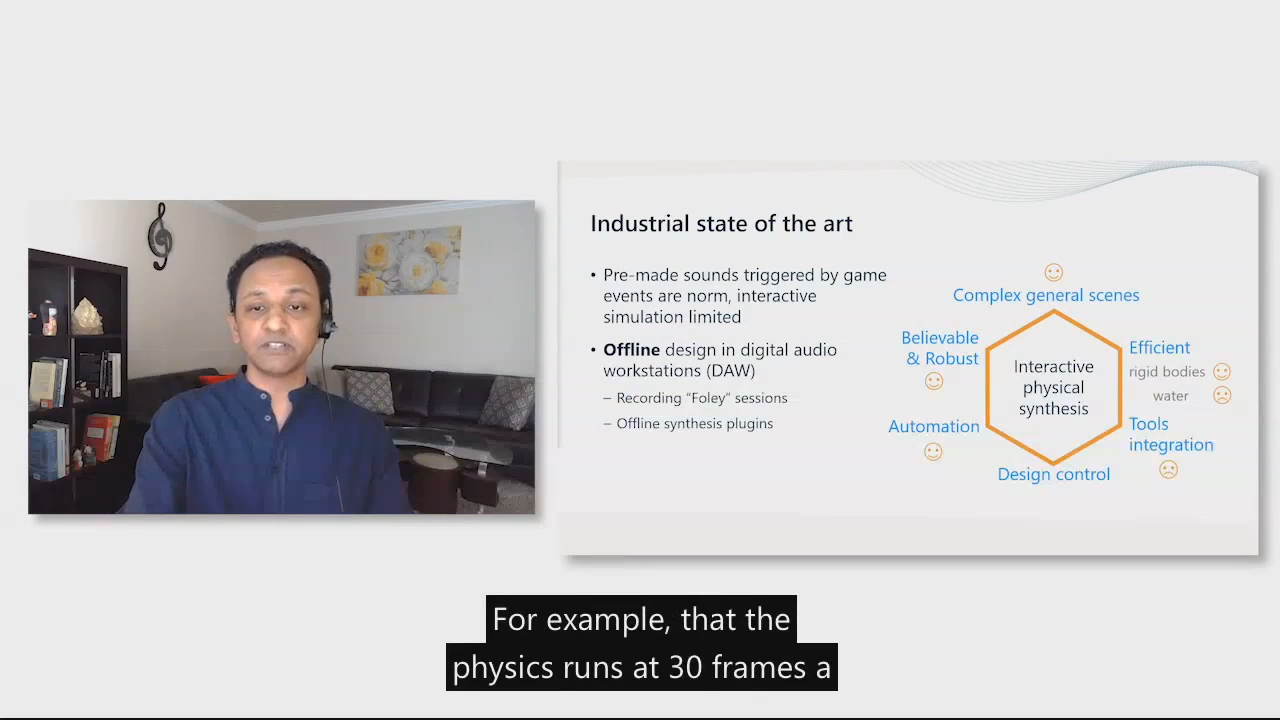 Industrial state of the art
• Pre-made sounds triggered by game
events are norm, interactive
simulation limited
• Offline design in digital audio
workstations (DAW)
– Recording “Foley” sessions
– Offline synthesis plugins
Complex general scenes
Believable
& Robust
Efficient
rigid bodies
water
Interactive
physical
synthesis
Automation
Tools
integration
Design control
For example, that the
physics runs at 30 frames a